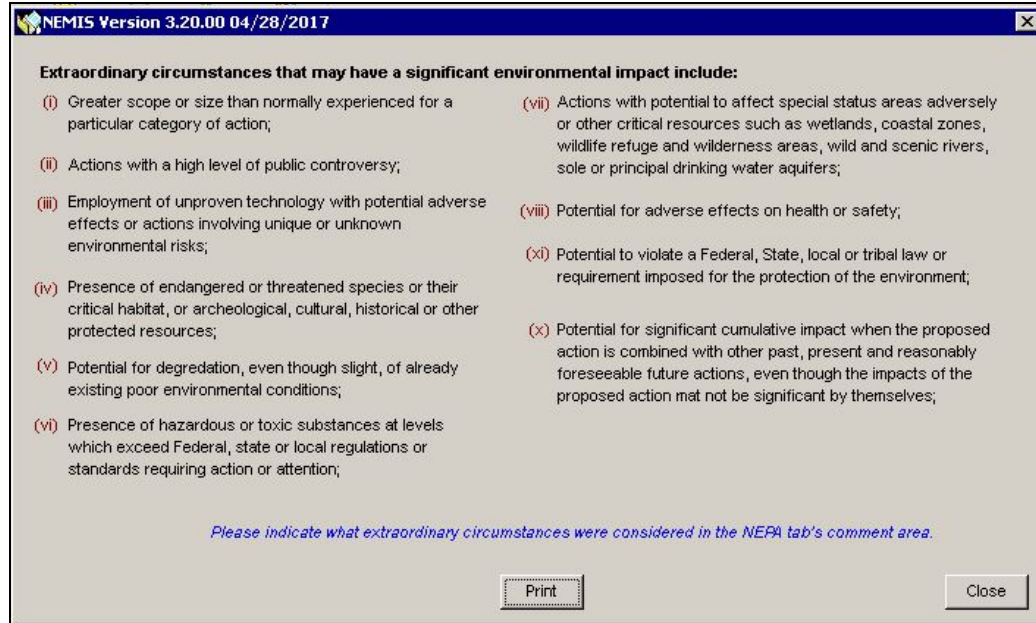 NEMIS Version 3.20.00 04/28/2017
Extraordinary circumstances that may have a significant environmental impact include:
(i) Greater scope or size than normally experienced for a
particular category of action;
(ii) Actions with a high level of public controversy;
(iii) Employment of unproven technology with potential adverse
effects or actions involving unique or unknown
environmental risks;
(iv) Presence of endangered or threatened species or their
critical habitat, or archeological, cultural, historical or other
protected resources;
(v) Potential for degredation, even though slight, of already
existing poor environmental conditions;
(vi) Presence of hazardous or toxic substances at levels
which exceed Federal, state or local regulations or
standards requiring action or attention;
(vii) Actions with potential to affect special status areas adversely
or other critical resources such as wetlands, coastal zones,
wildlife refuge and wilderness areas, wild and scenic rivers,
sole or principal drinking water aquifers;
(viii) Potential for adverse effects on health or safety;
(xi) Potential to violate a Federal, State, local or tribal law or
requirement imposed for the protection of the environment;
(x) Potential for significant cumulative impact when the proposed
action is combined with other past, present and reasonably
foreseeable future actions, even though the impacts of the
proposed action mat not be significant by themselves;
Please indicate what extraordinary circumstances were considered in the NEPA tab's comment area.
Print
Close